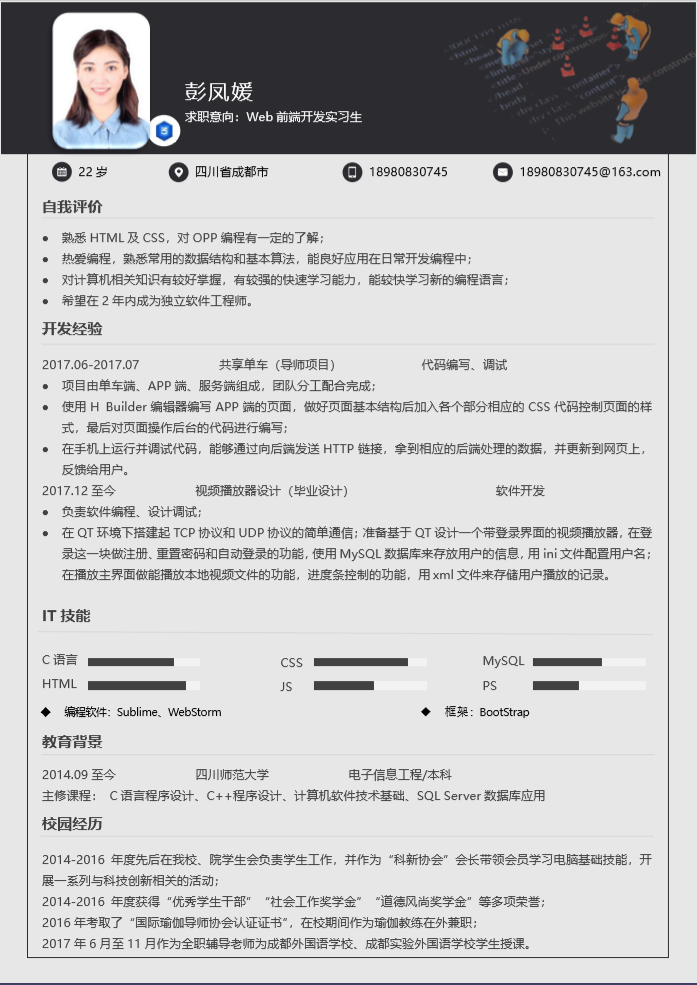 彭凤媛
求职意向：Web 前端开发实习生
22 岁 四川省成都市 18980830745 18980830745@163.com
自我评价
● 熟悉 HTML 及 CSS，对 OPP 编程有一定的了解；
● 热爱编程，熟悉常用的数据结构和基本算法，能良好应用在日常开发编程中；
● 对计算机相关知识有较好掌握，有较强的快速学习能力，能较快学习新的编程语言；
● 希望在 2 年内成为独立软件工程师。
开发经验
2017.06-2017.07 共享单车（导师项目） 代码编写、调试
● 项目由单车端、APP 端、服务端组成，团队分工配合完成；
● 使用 H Builder 编辑器编写 APP 端的页面，做好页面基本结构后加入各个部分相应的 CSS 代码控制页面的样
式，最后对页面操作后台的代码进行编写；
● 在手机上运行并调试代码，能够通过向后端发送 HTTP 链接，拿到相应的后端处理的数据，并更新到网页上，
反馈给用户。
2017.12 至今 视频播放器设计（毕业设计） 软件开发
● 负责软件编程、设计调试；
● 在 QT 环境下搭建起 TCP 协议和 UDP 协议的简单通信；准备基于 QT 设计一个带登录界面的视频播放器，在登
录这一块做注册、重置密码和自动登录的功能，使用 MySQL 数据库来存放用户的信息，用 ini 文件配置用户名；
在播放主界面做能播放本地视频文件的功能，进度条控制的功能，用 xml 文件来存储用户播放的记录。
IT 技能
C 语言 CSS MySQL
HTML JS PS
◆ 编程软件：Sublime、WebStorm ◆ 框架：BootStrap
教育背景
2014.09 至今 四川师范大学 电子信息工程/本科
主修课程： C 语言程序设计、C++程序设计、计算机软件技术基础、SQL Server 数据库应用
校园经历
2014-2016 年度先后在我校、院学生会负责学生工作，并作为“科新协会”会长带领会员学习电脑基础技能，开
展一系列与科技创新相关的活动；
2014-2016 年度获得“优秀学生干部” “社会工作奖学金” “道德风尚奖学金”等多项荣誉；
2016 年考取了“国际瑜伽导师协会认证证书”，在校期间作为瑜伽教练在外兼职；
2017 年 6 月至 11 月作为全职辅导老师为成都外国语学校、成都实验外国语学校学生授课。